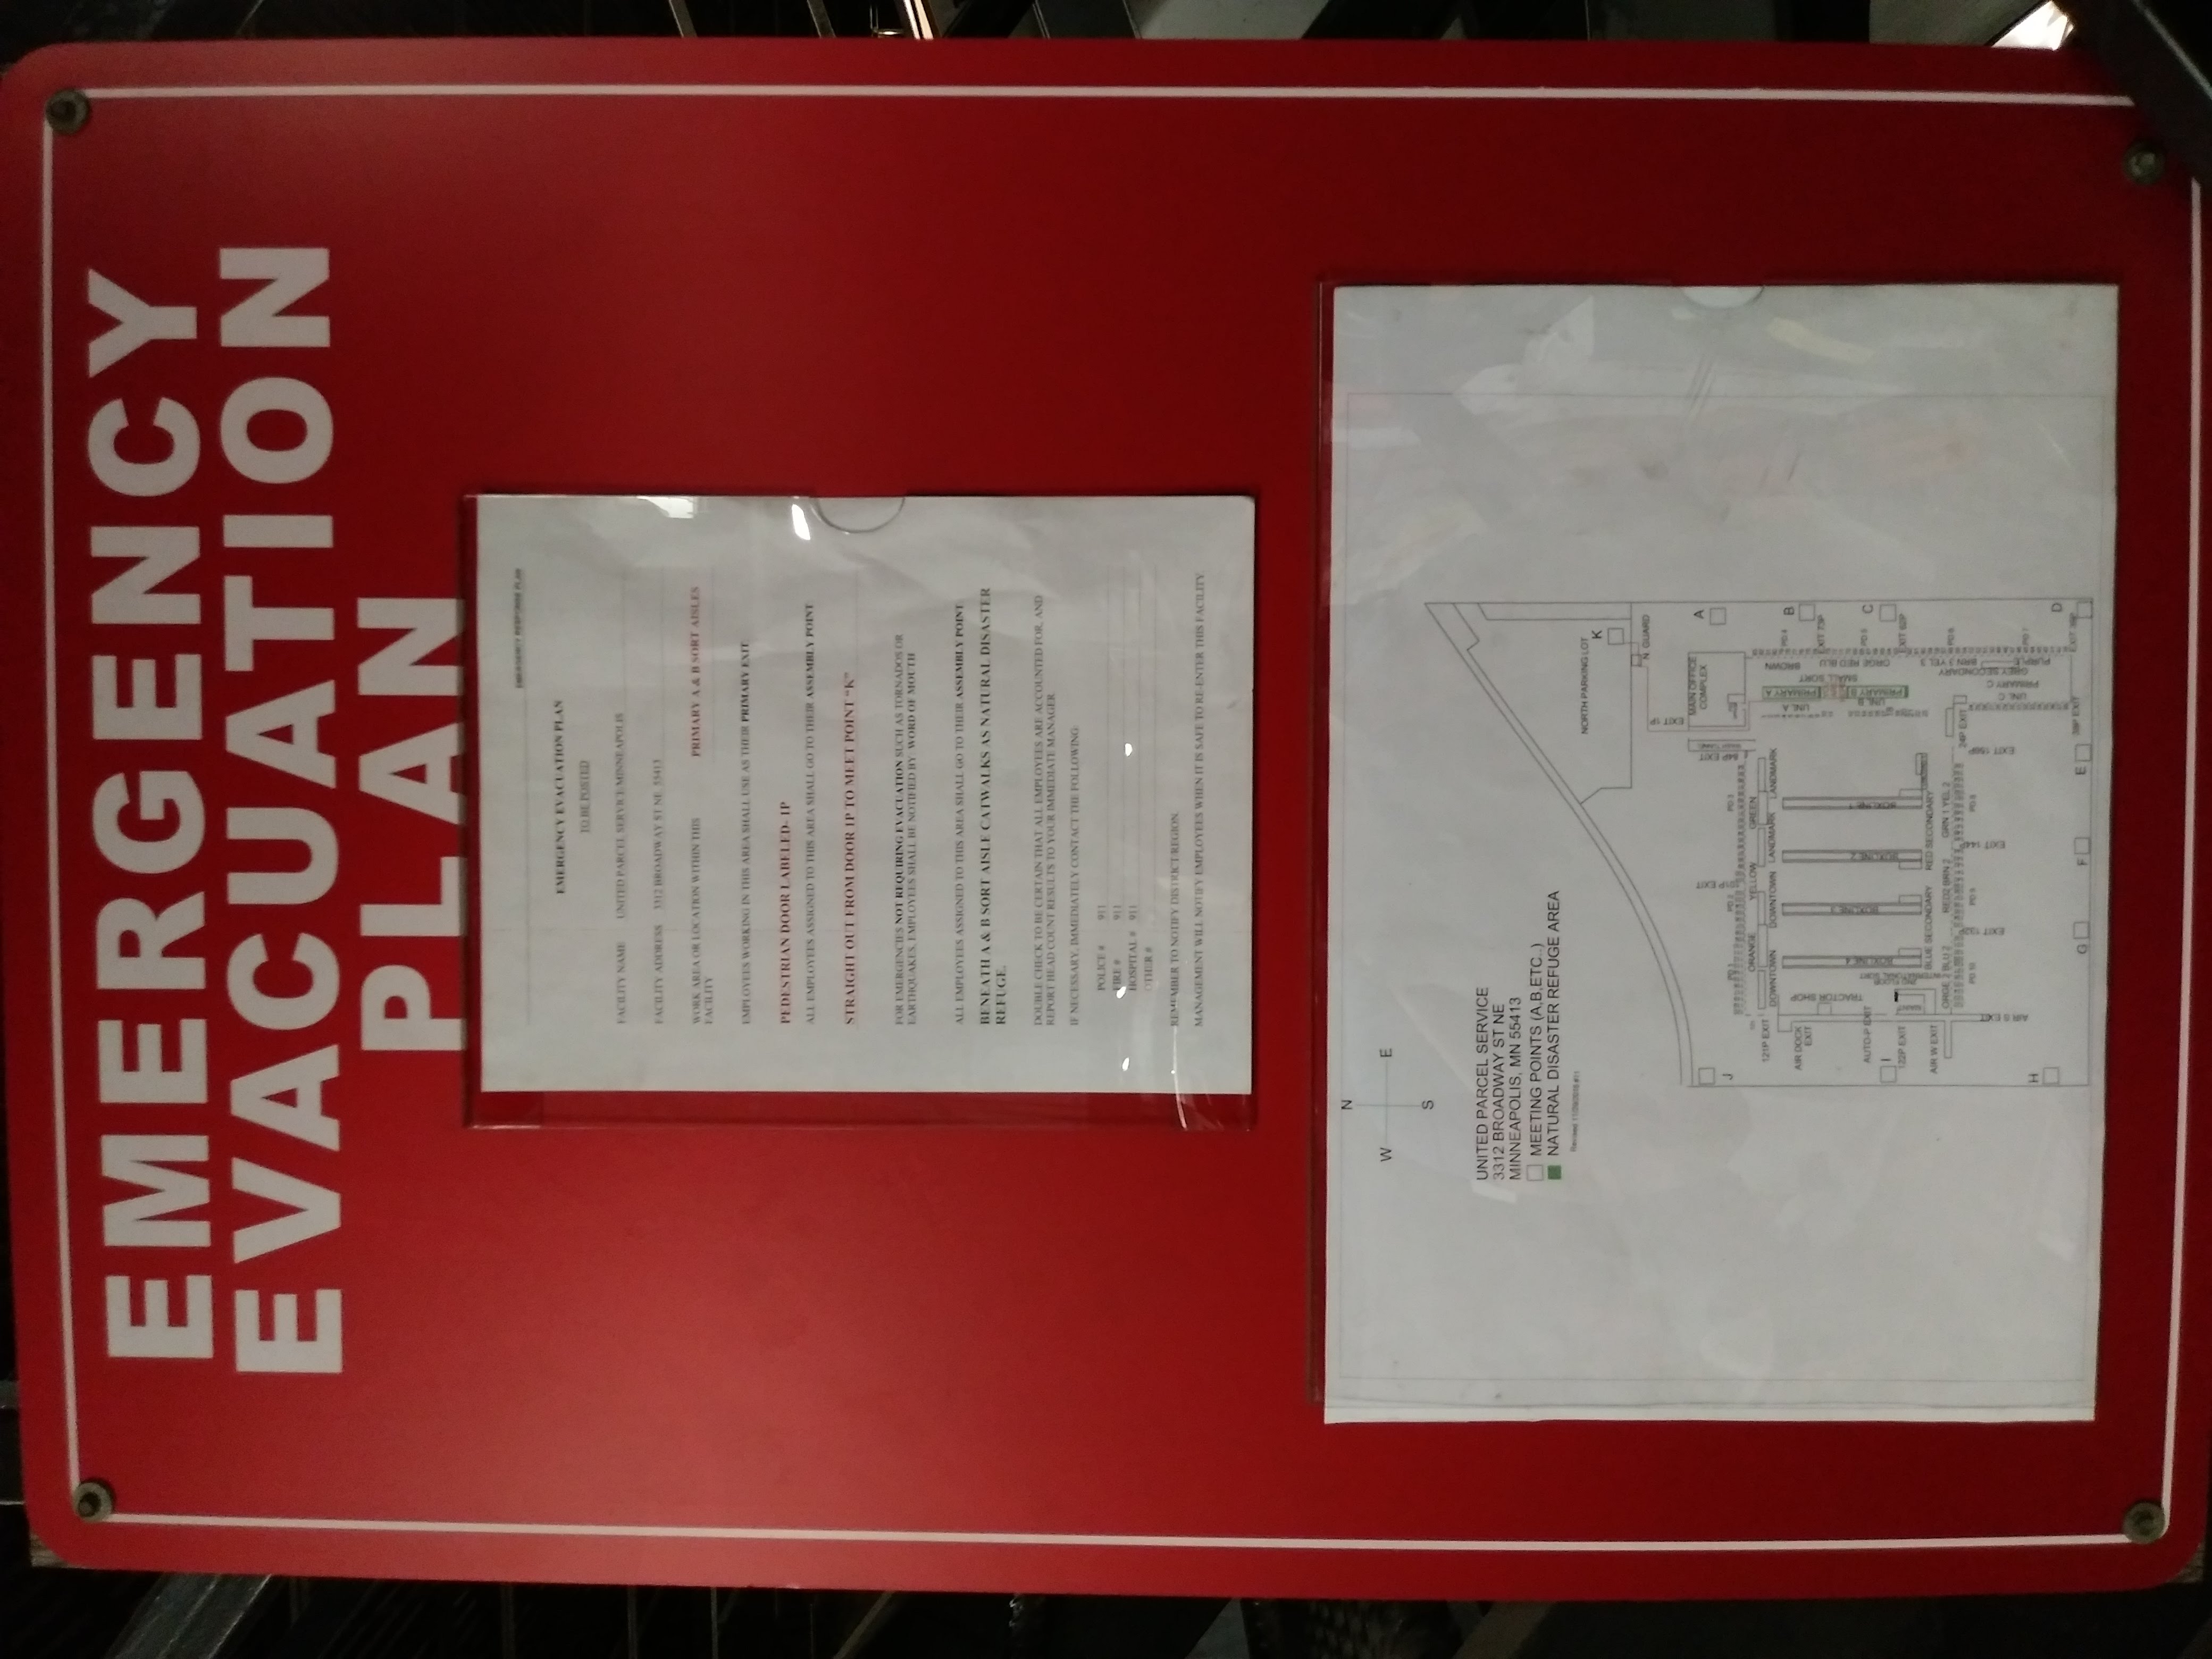 EMERGENCY
EVACUATION
PLAN
EMERGENCY RESPONSE PLAN
EMERGENCY EVACUATION PLAN
TO BE POSTED
FACILITY NAME UNITED PARCEL SERVICE/MINNEAPOLIS
FACILITY ADDRESS 3312 BROADWAY ST NE, 55413
WORK AREA OR LOCATION WITHIN THIS PRIMARY A & B SORT AISLES
FACILITY
EMPLOYEES WORKING IN THIS AREA SHALL USE AS THEIR PRIMARY EXIT
PEDESTRIAN DOOR LABELED- 1P
ALL EMPLOYEES ASSIGNED TO THIS AREA SHALL GO TO THEIR ASSEMBLY POINT
STRAIGHT OUT FROM DOOR 1P TO MEET POINT “K”
FOR EMERGENCIES NOT REQUIRING EVACUATION SUCH AS TORNADOS OR
EARTHQUAKES, EMPLOYEES SHALL BE NOTIFIED BY: WORD OF MOUTH
ALL EMPLOYEES ASSIGNED TO THIS AREA SHALL GO TO THEIR ASSEMBLY POINT
BENEATH A & B SORT AISLE CATWALKS AS NATURAL DISASTER
REFUGE.
DOUBLE CHECK TO BE CERTAIN THAT ALL EMPLOYEES ARE ACCOUNTED FOR, AND
REPORT HEAD COUNT RESULTS TO YOUR IMMEDIATE MANAGER.
IF NECESSARY, IMMEDIATELY CONTACT THE FOLLOWING:
POLICE # 911
FIRE # 911
HOSPITAL # 911
OTHER #
REMEMBER TO NOTIFY DISTRICT/REGION.
MANAGEMENT WILL NOTIFY EMPLOYEES WHEN IT IS SAFE TO RE-ENTER THIS FACILITY.
N
W E
S
UNITED PARCEL SERVICE
3312 BROADWAY ST NE
MINNEAPOLIS, MN 55413
MEETING POINTS (A,B,ETC..)
NATURAL DISASTER REFUGE AREA
Revised
NORTH PARKING LOT
K
N. GUARD
EXIT 1P
MAIN OFFICE
COMPLEX
A
J
101P EXIT
84P EXIT
PD 1 PD 2 PD 3
ORANGE YELLOW GREEN
121P EXIT
DOWNTOWN DOWNTOWN LANDMARK LANDMARK
AIR DOCK
EXIT
TRACTOR SHOP
UNL A
PRIMARY A
BROWN
PD 4
B
EXIT 73P
SMALL SORT
ORGE RED BLU
AUTO-P EXIT
BOXLINE 4
BOXLINE 3
BOXLINE 2
BOXLINE 1
UNL B
PRIMARY B
PD 5
C
I
122P EXIT
EXIT 62P
MAINT
AIR W EXIT
BLUE SECONDARY RED SECONDARY
ORGE 2 BLU 2 RED2 BRN 2 GRN 1 YEL 2
PD 10 PD 9 PD 8
24P EXIT
PD 6
AIR S EXIT
EXIT 132P
EXIT 144P
EXIT 156P
UNL C
PRIMARY C
GREY SECONDARY
PURPLE
BRN 3 YEL 3
PD 7
H
D
G F E
38P EXIT